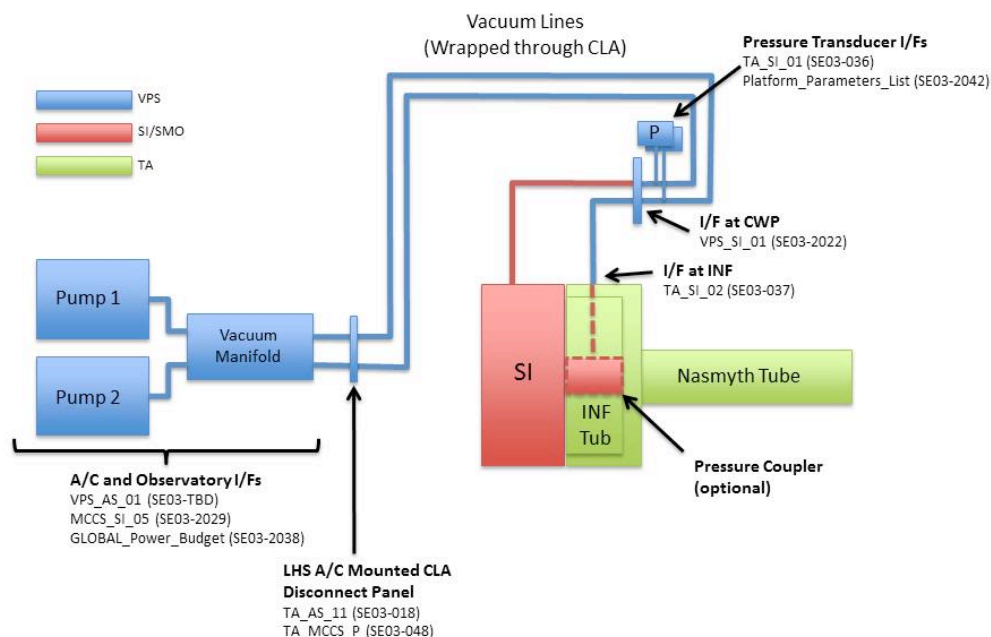 Vacuum Lines
(Wrapped through CLA)
Pressure Transducer I/Fs
TA_SI_01 (SE03-036)
Platform_Parameters_List (SE03-2042)
VPS
SI/SMO
TA
P
I/F at CWP
VPS_SI_01 (SE03-2022)
I/F at INF
TA_SI_02 (SE03-037)
Pump 1
Vacuum
Manifold
Pump 2
SI
Nasmyth Tube
INF
Tub
Pressure Coupler
(optional)
A/C and Observatory I/Fs
VPS_AS_01 (SE03-TBD)
MCCS_SI_05 (SE03-2029)
GLOBAL_Power_Budget (SE03-2038)
LHS A/C Mounted CLA
Disconnect Panel
TA_AS_11 (SE03-018)
TA_MCCS_P (SE03-048)